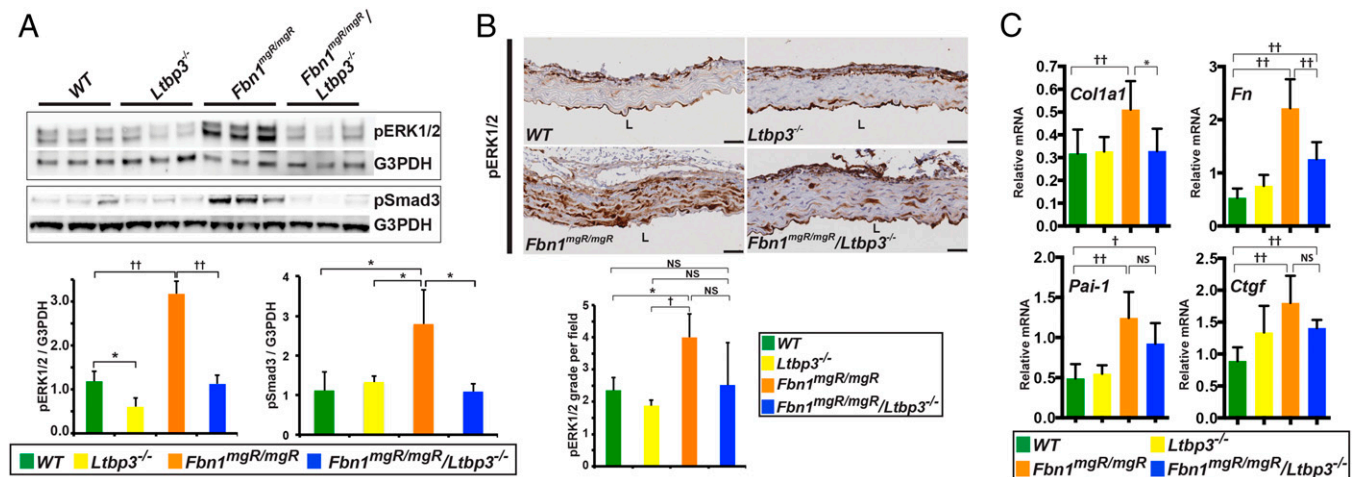 A
WT
Ltbp3-/-
Fbn1mgR/mgR
Fbn1mgR/mgR/
Ltbp3-/-
pERK1/2
G3PDH
pSmad3
G3PDH
pERK1/2 / G3PDH
3.0
2.0
1.0
0.0
††
††
*
pSmad3 / G3PDH
4
3
2
1
0
*
*
*
WT
Ltbp3-/-
Fbn1mgR/mgR
Fbn1mgR/mgR/Ltbp3-/-
B
pERK1/2
L
WT
L
Ltbp3-/-
Fbn1mgR/mgR
L
L
Fbn1mgR/mgR/Ltbp3-/-
pERK1/2 grade per field
5
4
3
2
1
0
NS
NS
*
NS
†
WT
Ltbp3-/-
Fbn1mgR/mgR
Fbn1mgR/mgR/Ltbp3-/-
C
Relative mRNA
0.7
0.6
0.5
0.4
0.3
0.2
0.1
0.0
††
*
Col1a1
Relative mRNA
3
2
1
0
††
††
††
Fn
Relative mRNA
2.0
1.5
1.0
0.5
0.0
†
††
NS
Pai-1
Relative mRNA
2.5
2.0
1.5
1.0
0.5
0.0
††
††
NS
Ctgf
WT
Ltbp3-/-
Fbn1mgR/mgR
Fbn1mgR/mgR/Ltbp3-/-